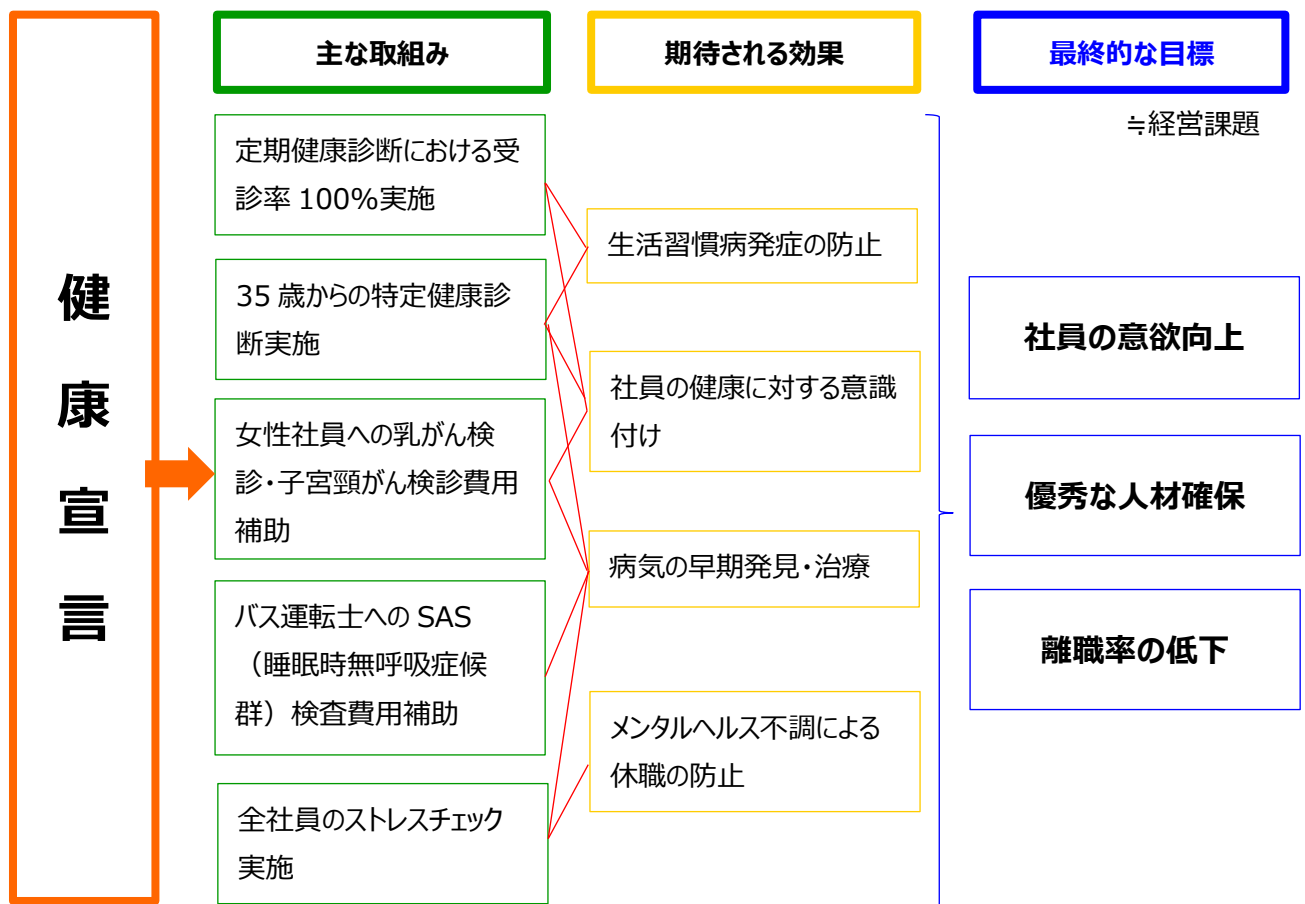 健
康
宣
言
主な取組み
定期健康診断における受
診率 100%実施
35 歳からの特定健康診
断実施
女性社員への乳がん検
診・子宮頸がん検診費用
補助
バス運転士への SAS
（睡眠時無呼吸症候
群）検査費用補助
全社員のストレスチェック
実施
期待される効果
生活習慣病発症の防止
社員の健康に対する意識
付け
病気の早期発見・治療
メンタルヘルス不調による
休職の防止
最終的な目標
≒経営課題
社員の意欲向上
優秀な人材確保
離職率の低下